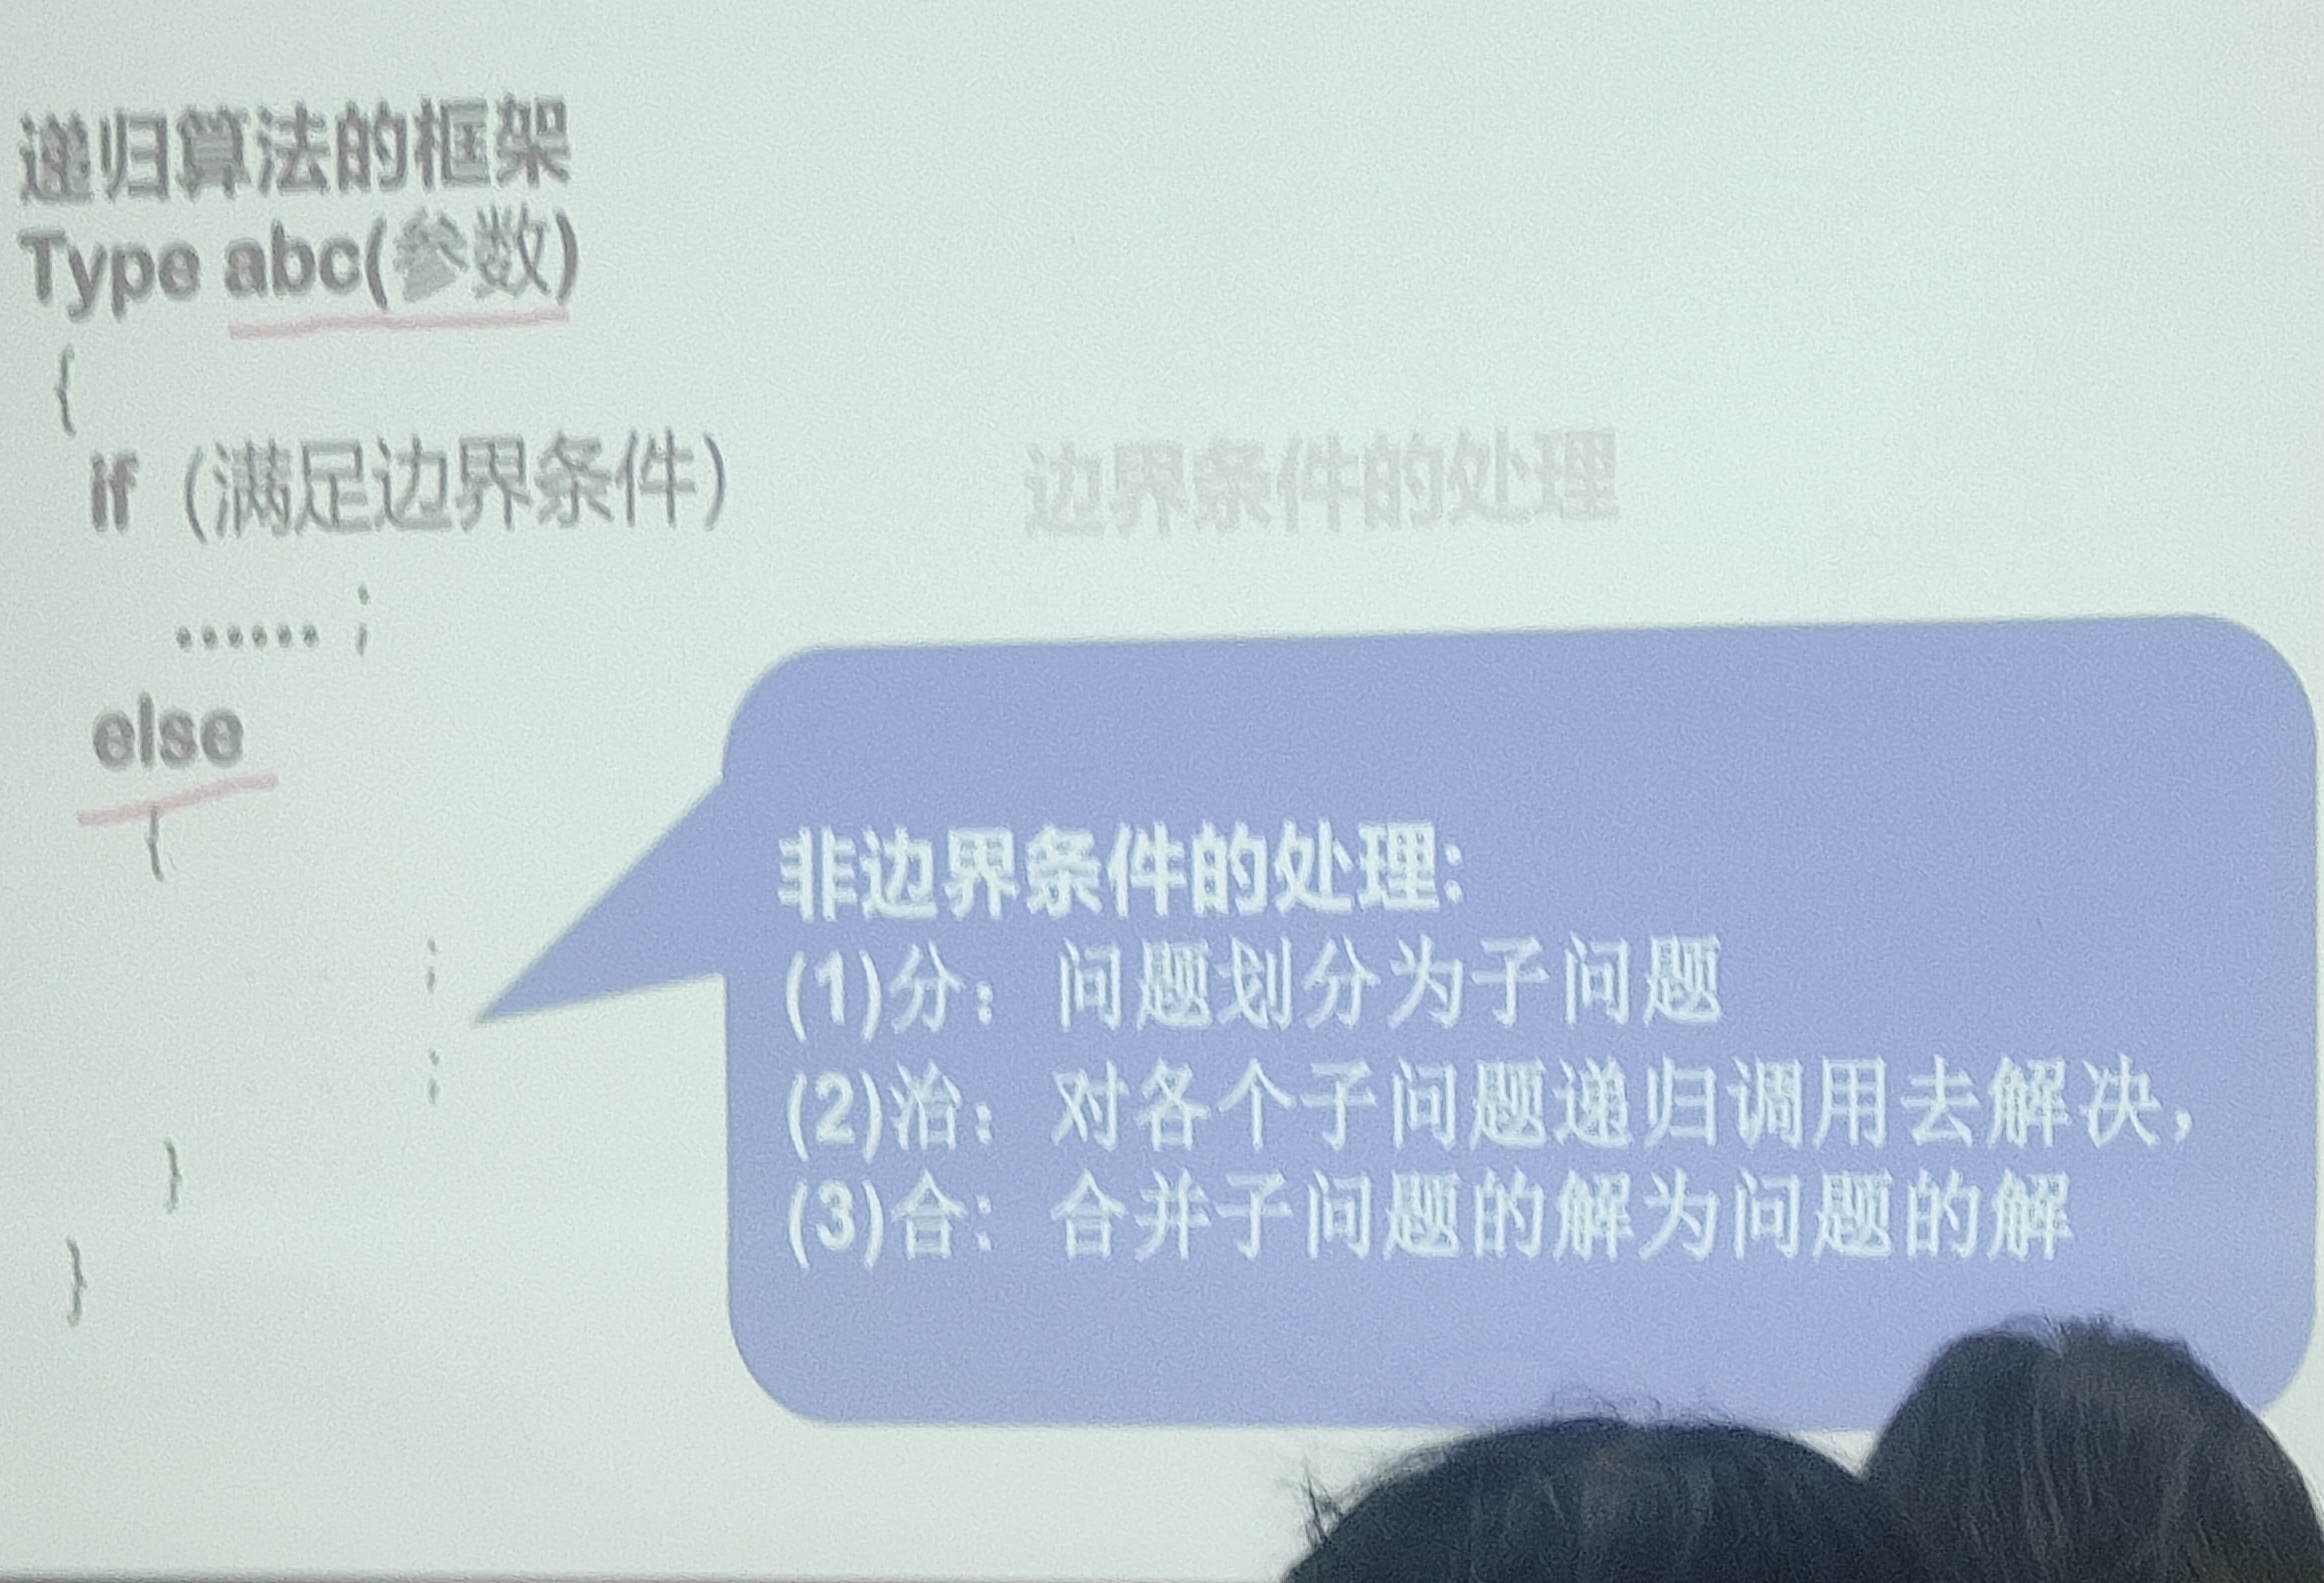 递归算法的框架
Type abc(参数)
{
if（满足边界条件）
边界条件的处理
…… ;
else
{
;
;
}
}
非边界条件的处理:
(1)分：问题划分为子问题
(2)治：对各个子问题递归调用去解决，
(3)合：合并子问题的解为问题的解